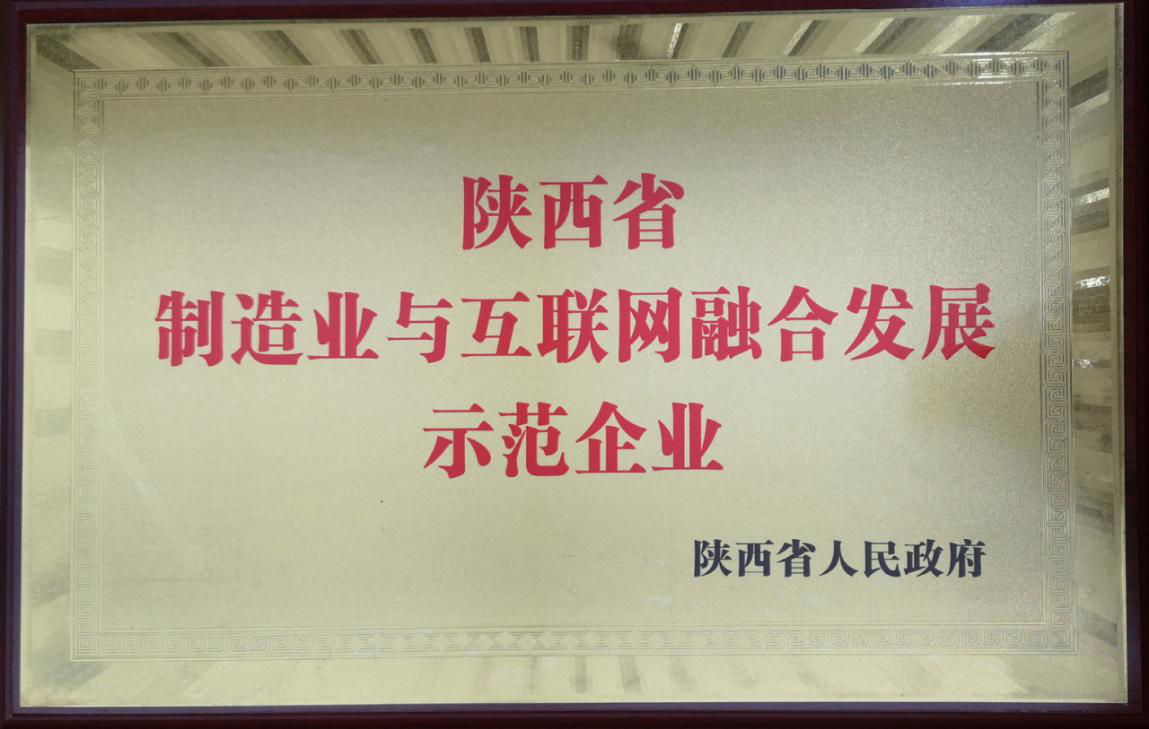 陕西省
制造业与互联网融合发展
示范企业
陕西省人民政府